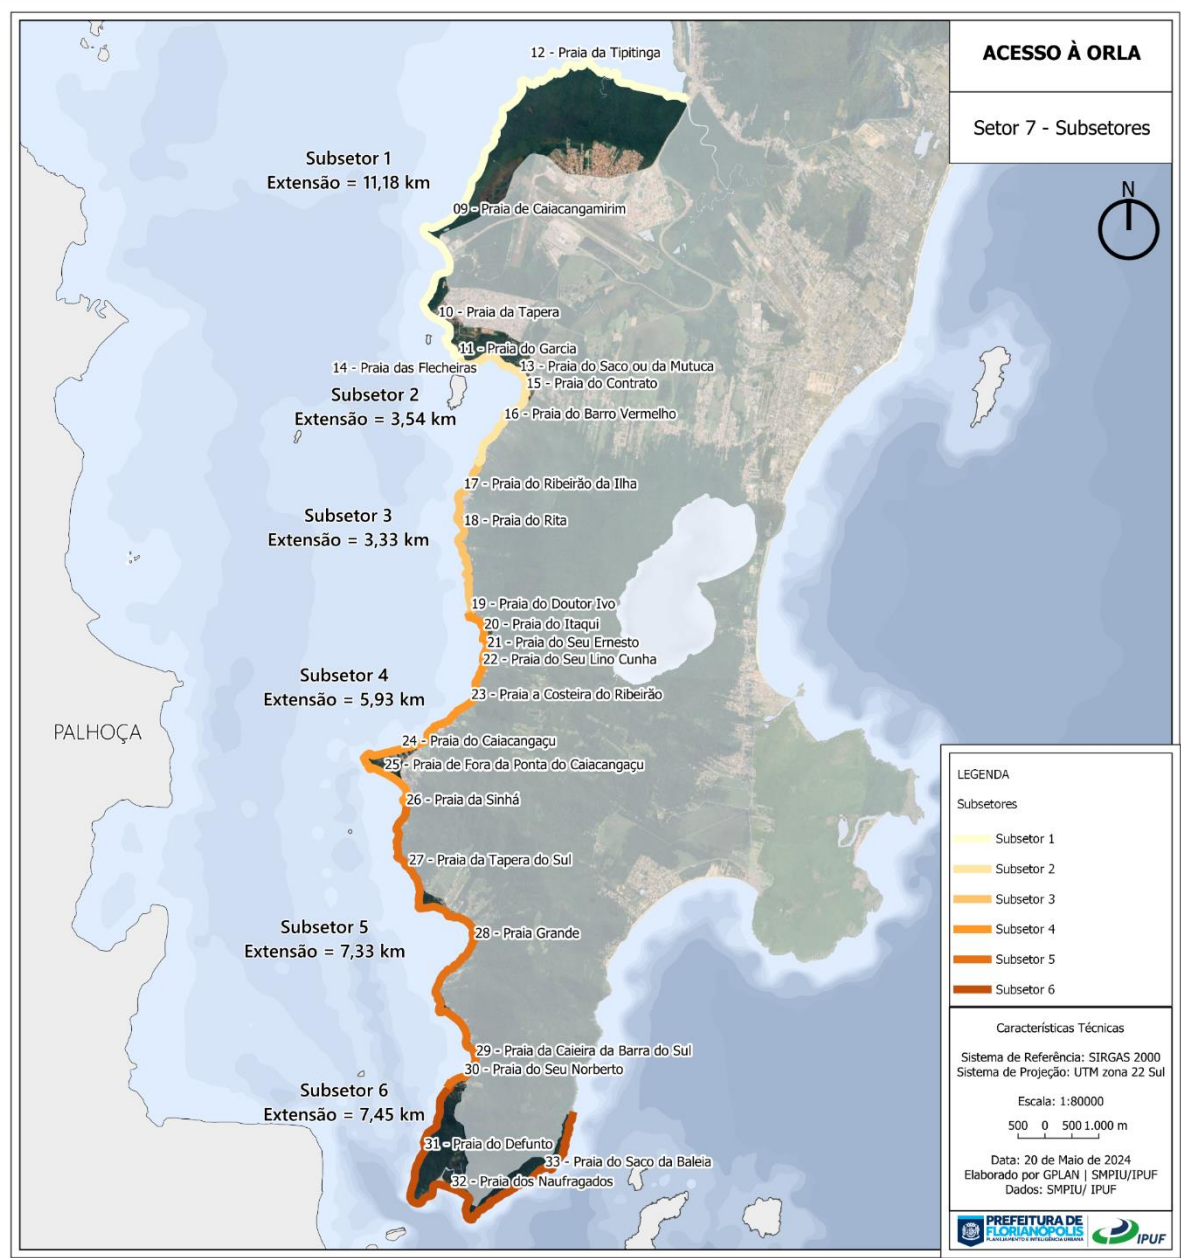 ACESSO À ORLA
Setor 7 - Subsetores
N
12 - Praia da Tipitinga
Subsetor 1
Extensão = 11,18 km
09 - Praia de Caiacangamirim
10 - Praia da Tapera
11 - Praia do Garcia
14 - Praia das Flecheiras
13 - Praia do Saco ou da Mutuca
15 - Praia do Contrato
Subsetor 2
Extensão = 3,54 km
16 - Praia do Barro Vermelho
17 - Praia do Ribeirão da Ilha
Subsetor 3
Extensão = 3,33 km
18 - Praia do Rita
19 - Praia do Doutor Ivo
20 - Praia do Itaqui
21 - Praia do Seu Ernesto
22 - Praia do Seu Lino Cunha
Subsetor 4
Extensão = 5,93 km
23 - Praia a Costeira do Ribeirão
PALHOÇA
24 - Praia do Caiacangaçu
25 - Praia de Fora da Ponta do Caiacangaçu
26 - Praia da Sinhá
27 - Praia da Tapera do Sul
Subsetor 5
Extensão = 7,33 km
28 - Praia Grande
29 - Praia da Caieira da Barra do Sul
30 - Praia do Seu Norberto
Subsetor 6
Extensão = 7,45 km
31 - Praia do Defunto
33 - Praia do Saco da Baleia
32 - Praia dos Naufragados
LEGENDA
Subsetores
Subsetor 1
Subsetor 2
Subsetor 3
Subsetor 4
Subsetor 5
Subsetor 6
Características Técnicas
Sistema de Referência: SIRGAS 2000
Sistema de Projeção: UTM zona 22 Sul
Escala: 1:80000
500 0 500 1.000 m
Data: 20 de Maio de 2024
Elaborado por GPLAN | SMPIU/IPUF
Dados: SMPIU/ IPUF
PREFEITURA DE
FLORIANÓPOLIS
PLANEJAMENTO E INTELIGÊNCIA URBANA
IPUF